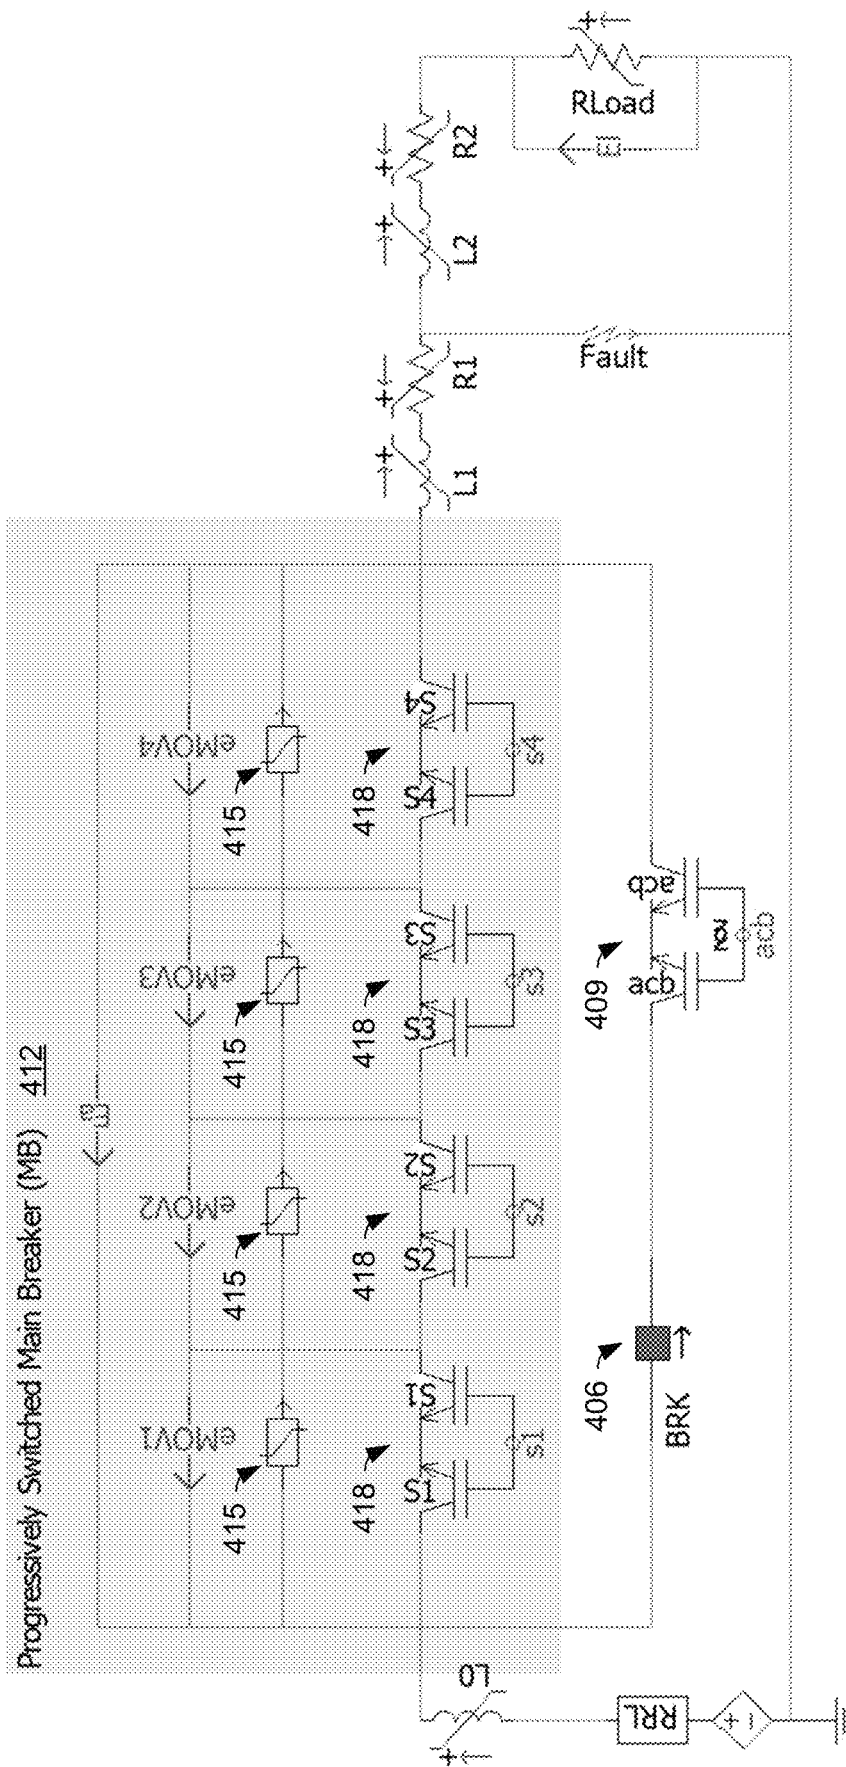 Progressively Switched Main Breaker (MB) 412
eMOV1
eMOV2
eMOV3
eMOV4
415
415
415
415
418
418
418
418
S1
S1
S2
S2
S3
S3
S4
S4
s1
s2
s3
s4
L0
L1
R1
L2
R2
406
BRK
409
acb
acb
acb
Fault
RLoad
RRL
+
-